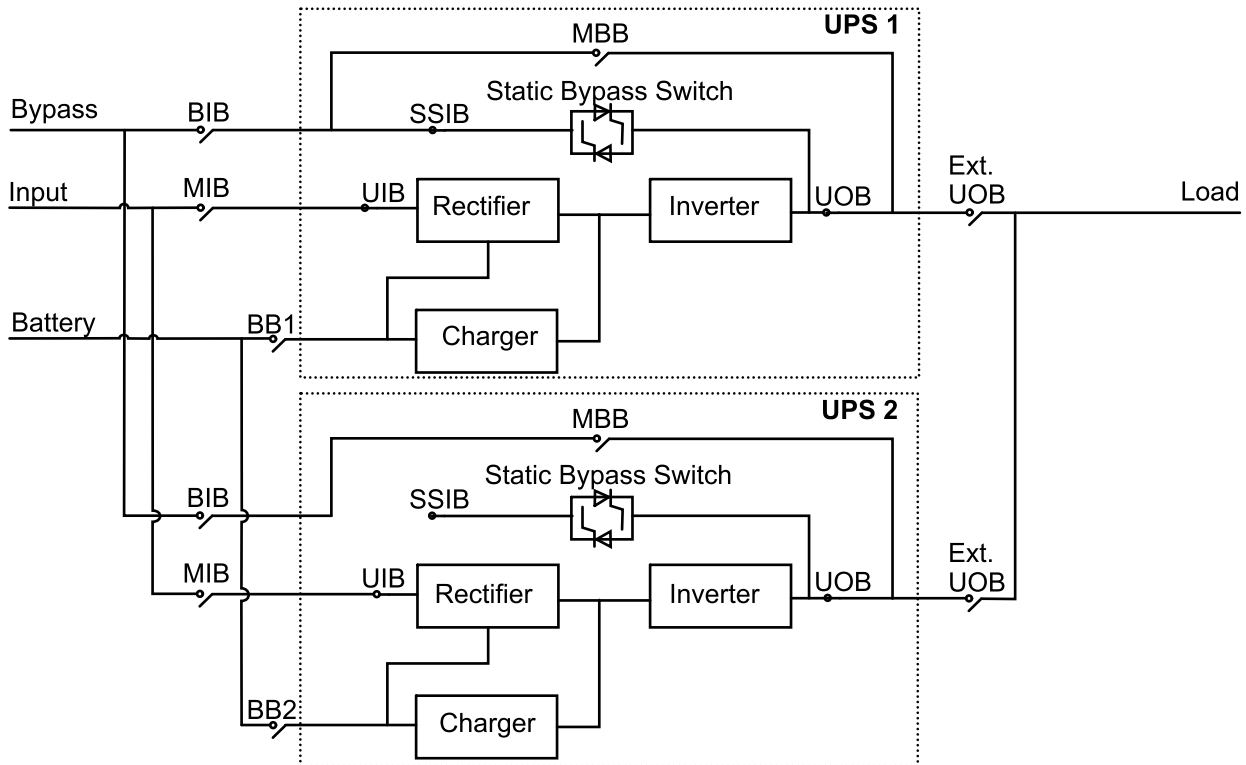 UPS 1
MBB
Static Bypass Switch
Bypass
BIB
SSIB
Input
MIB
UIB
Rectifier
Inverter
UOB
Ext.
UOB
Load
Battery
BB1
Charger
UPS 2
MBB
Static Bypass Switch
BIB
SSIB
MIB
UIB
Rectifier
Inverter
UOB
Ext.
UOB
BB2
Charger